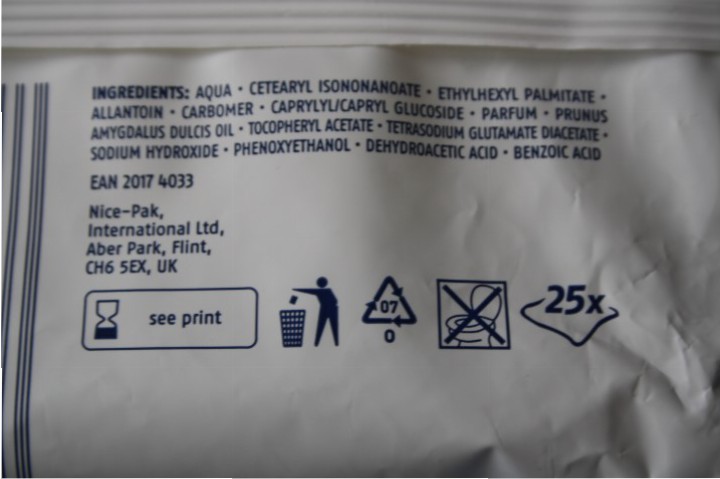 INGREDIENTS: AQUA • CETEARYL ISONONANOATE • ETHYLHEXYL PALMITATE •
ALLANTOIN • CARBOMER • CAPRYLYL/CAPRYL GLUCOSIDE • PARFUM • PRUNUS
AMYGDALUS DULCIS OIL • TOCOPHERYL ACETATE • TETRASODIUM GLUTAMATE DIACETATE •
SODIUM HYDROXIDE • PHENOXYETHANOL • DEHYDROACETIC ACID • BENZOIC ACID
EAN 2017 4033
Nice-Pak,
International Ltd,
Aber Park, Flint,
CH6 5EX, UK
see print
07
O
25x